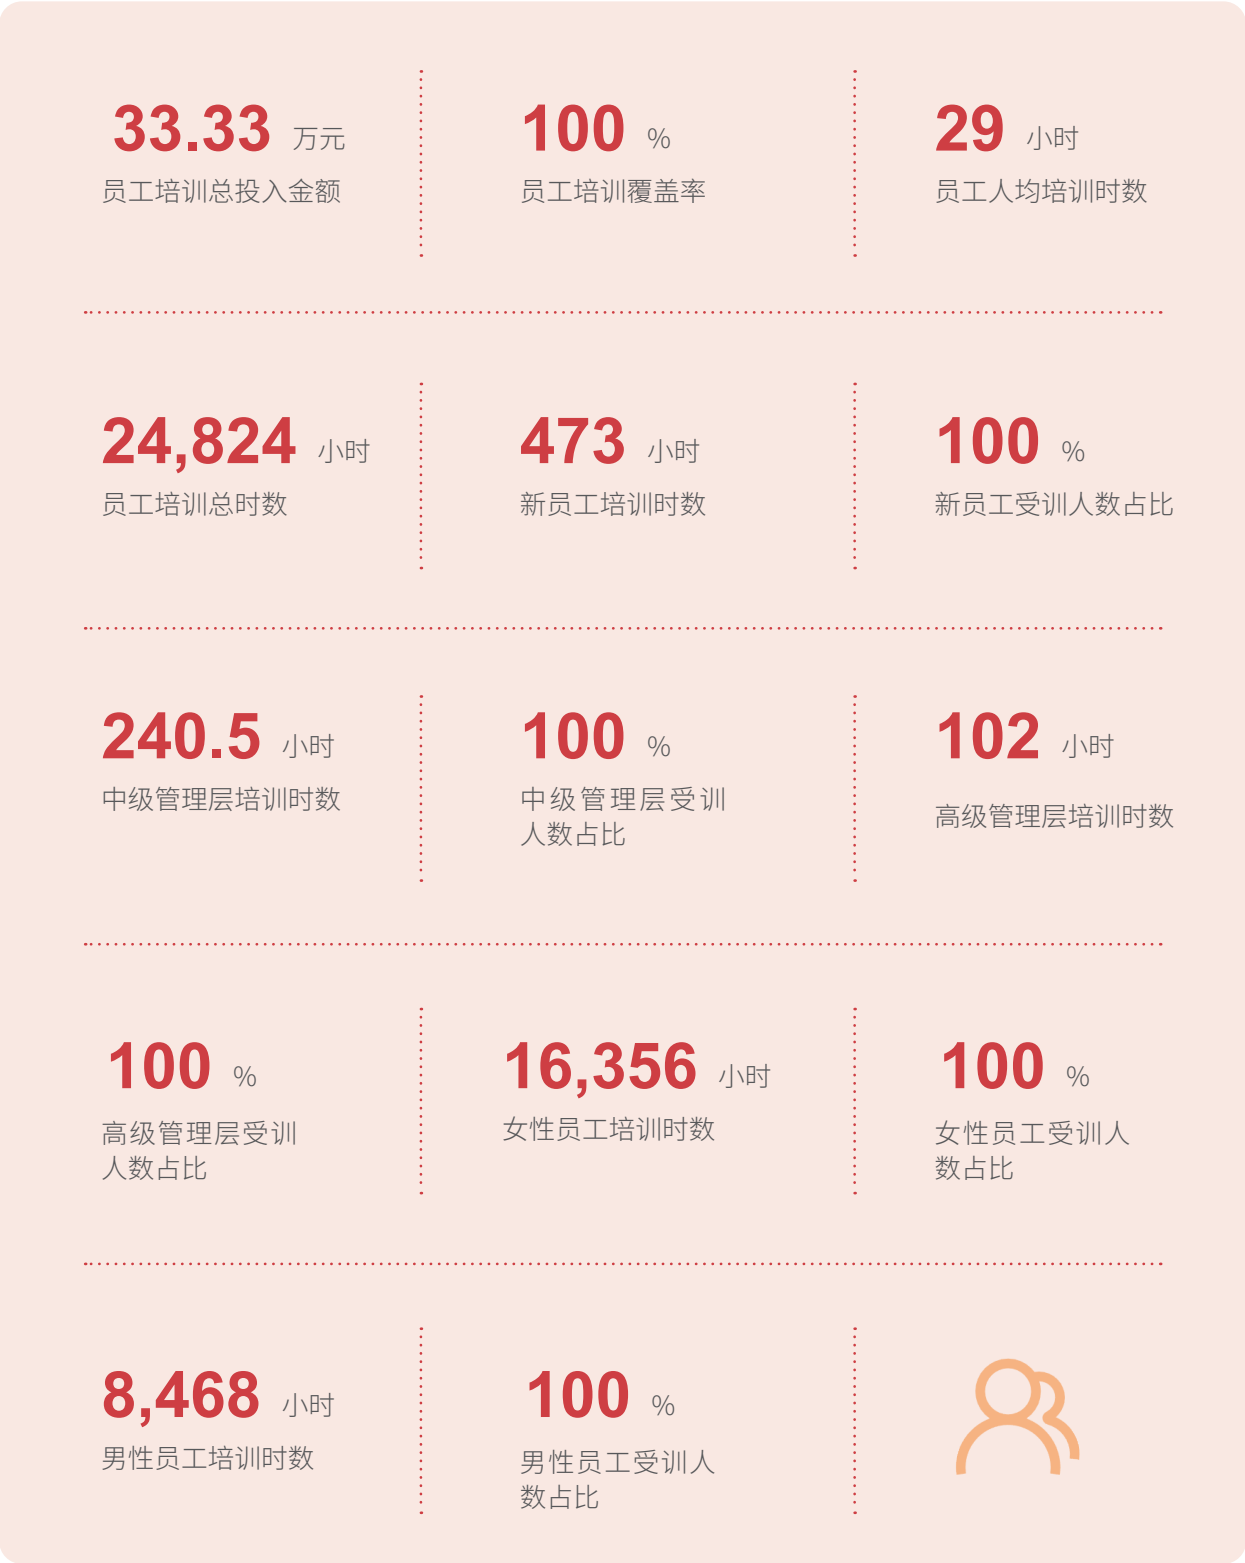 33.33 万元
员工培训总投入金额
100 %
员工培训覆盖率
29 小时
员工人均培训时数
24,824 小时
员工培训总时数
473 小时
新员工培训时数
100 %
新员工受训人数占比
240.5 小时
中级管理层培训时数
100 %
中级管理层受训
人数占比
102 小时
高级管理层培训时数
100 %
高级管理层受训
人数占比
16,356 小时
女性员工培训时数
100 %
女性员工受训人
数占比
8,468 小时
男性员工培训时数
100 %
男性员工受训人
数占比